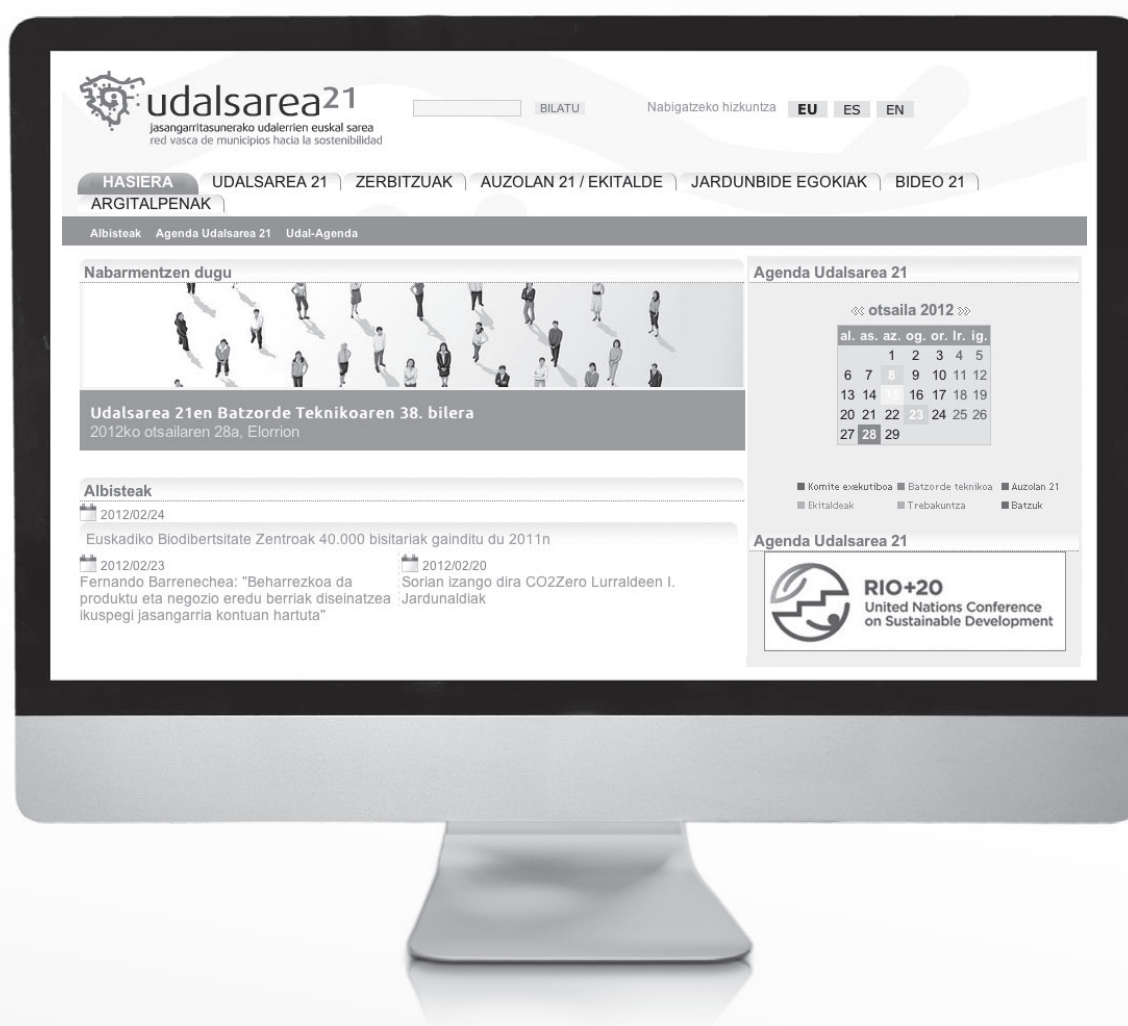 udalsarea21
jasangarritasunerako udalerrien euskal sarea
red vasca de municipios hacia la sostenibilidad
BILATU
Nabigatzeko hizkuntza EU ES EN
HASIERA UDALSAREA 21 ZERBITZUAK AUZOLAN 21 / EKITALDE JARDUNBIDE EGOKIAK BIDEO 21
ARGITALPENAK
Albisteak Agenda Udalsarea 21 Udal-Agenda
Nabarmentzen dugu
Udalsarea 21en Batzorde Teknikoaren 38. bilera
2012ko otsailaren 28a, Elorrion
Albisteak
2012/02/24
Euskadiko Biodibertsitate Zentroak 40.000 bisitariak gainditu du 2011n
2012/02/23
Fernando Barrenechea: "Beharrezkoa da
produktu eta negozio eredu berriak diseinatzea
ikuspegi jasangarria kontuan hartuta"
2012/02/20
Sorian izango dira CO2Zero Lurraldeen I.
Jardunaldiak
Agenda Udalsarea 21
« otsaila 2012 »
al. as. az. og. or. lr. ig.
1 2 3 4 5
6 7 8 9 10 11 12
13 14 15 16 17 18 19
20 21 22 23 24 25 26
27 28 29
Komite exekutiboa Batzorde teknikoa Auzolan 21
Ekitaldeak Trebakuntza Batzuk
Agenda Udalsarea 21
RIO+20
United Nations Conference
on Sustainable Development